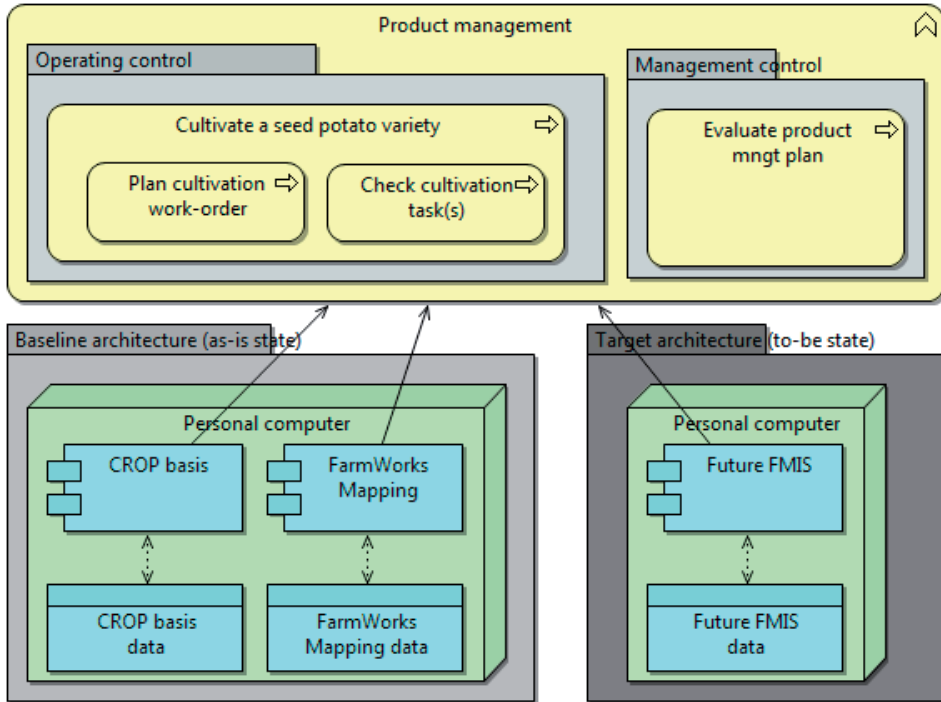 Product management
Operating control
Management control
Cultivate a seed potato variety
Evaluate product
mngt plan
Plan cultivation
work-order
Check cultivation
task(s)
Baseline architecture (as-is state)
Target architecture (to-be state)
Personal computer
Personal computer
CROP basis
FarmWorks
Mapping
Future FMIS
CROP basis
data
FarmWorks
Mapping data
Future FMIS
data